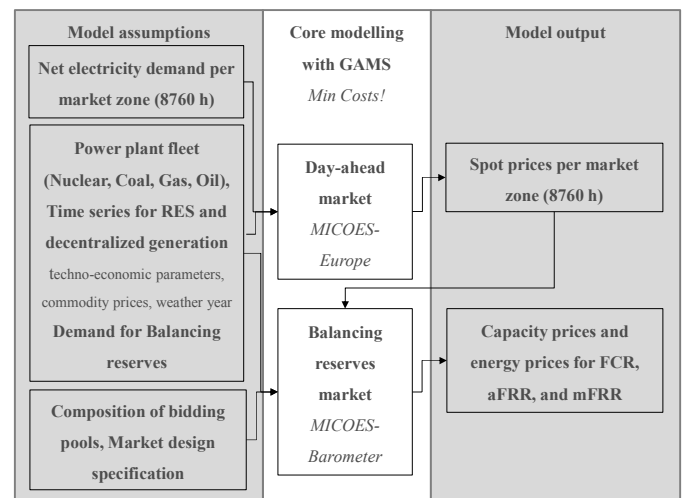 Model assumptions
Net electricity demand per
market zone (8760 h)
Power plant fleet
(Nuclear, Coal, Gas, Oil),
Time series for RES and
decentralized generation
techno-economic parameters,
commodity prices, weather year
Demand for Balancing
reserves
Composition of bidding
pools, Market design
specification
Core modelling
with GAMS
Min Costs!
Day-ahead
market
MICOES-
Europe
Balancing
reserves
market
MICOES-
Barometer
Model output
Spot prices per market
zone (8760 h)
Capacity prices and
energy prices for FCR,
aFRR, and mFRR